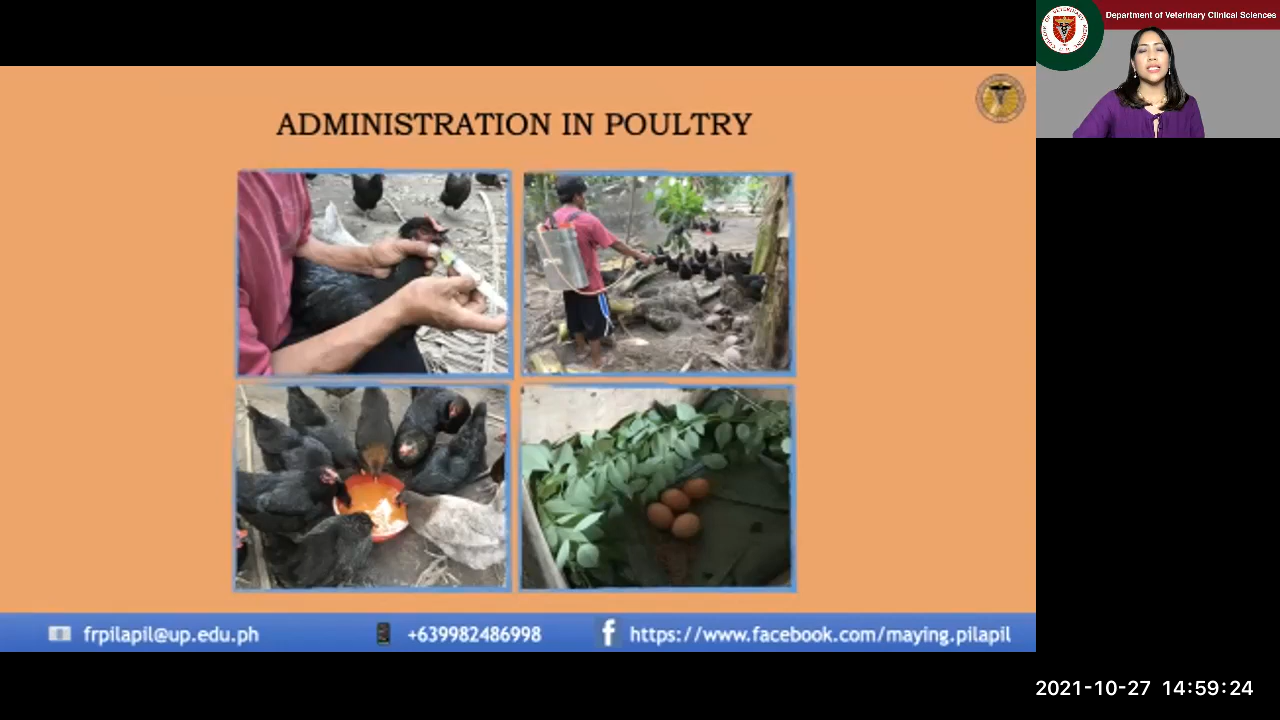 Department of Veterinary Clinical Sciences
ADMINISTRATION IN POULTRY
frpilapil@up.edu.ph
+639982486998
https://www.facebook.com/maying.pilapil
2021-10-27 14:59:24